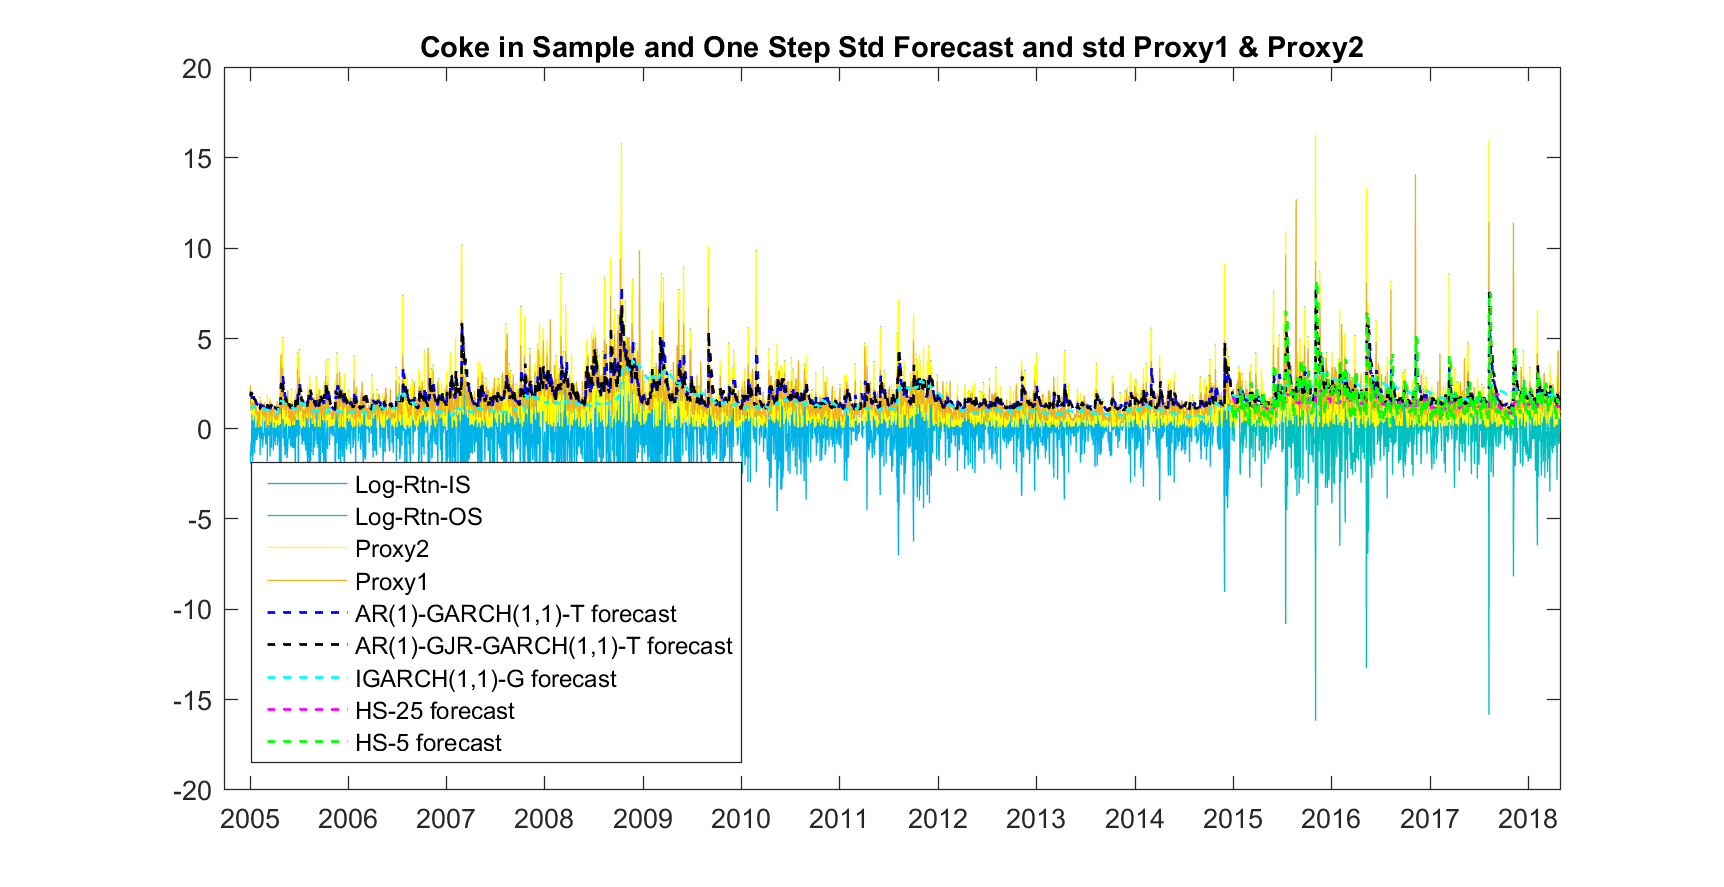 Coke in Sample and One Step Std Forecast and std Proxy1 & Proxy2
20
15
10
5
0
-5
-10
-15
-20
Log-Rtn-IS
Log-Rtn-OS
Proxy2
Proxy1
AR(1)-GARCH(1,1)-T forecast
AR(1)-GJR-GARCH(1,1)-T forecast
IGARCH(1,1)-G forecast
HS-25 forecast
HS-5 forecast
2005 2006 2007 2008 2009 2010 2011 2012 2013 2014 2015 2016 2017 2018